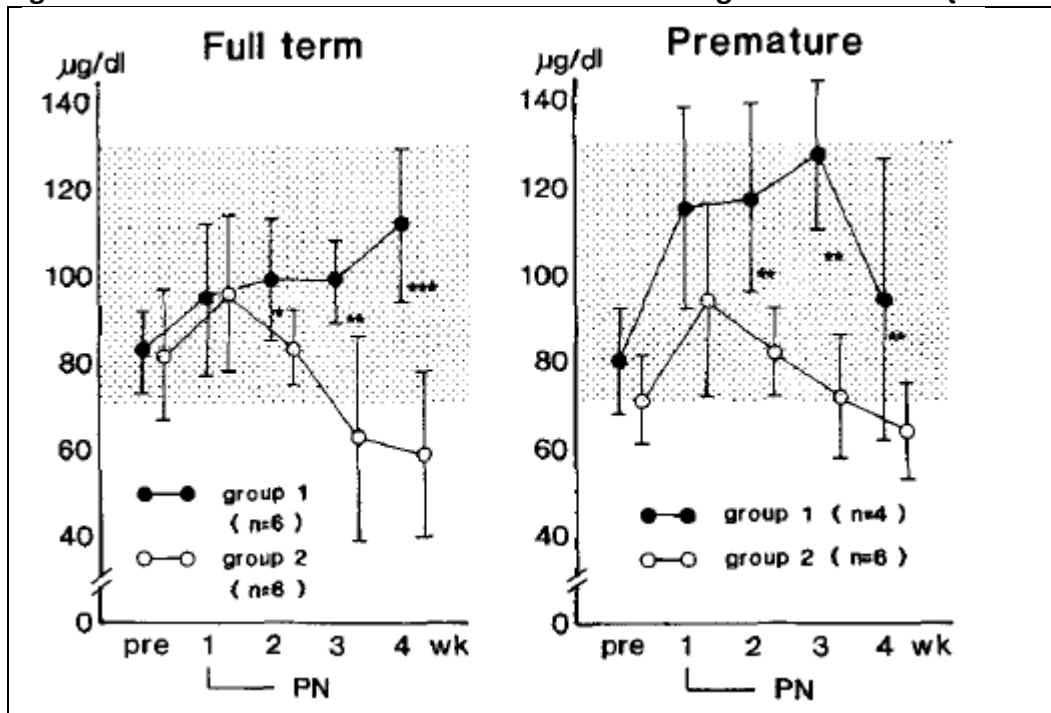 Full term
µg/dl
140
120
100
80
60
40
0
*
**
***
group 1
( n=6 )
group 2
( n=6 )
pre 1 2 3 4 wk
PN
Premature
µg/dl
140
120
100
80
60
40
0
**
**
**
group 1 ( n=4 )
group 2 ( n=6 )
pre 1 2 3 4 wk
PN